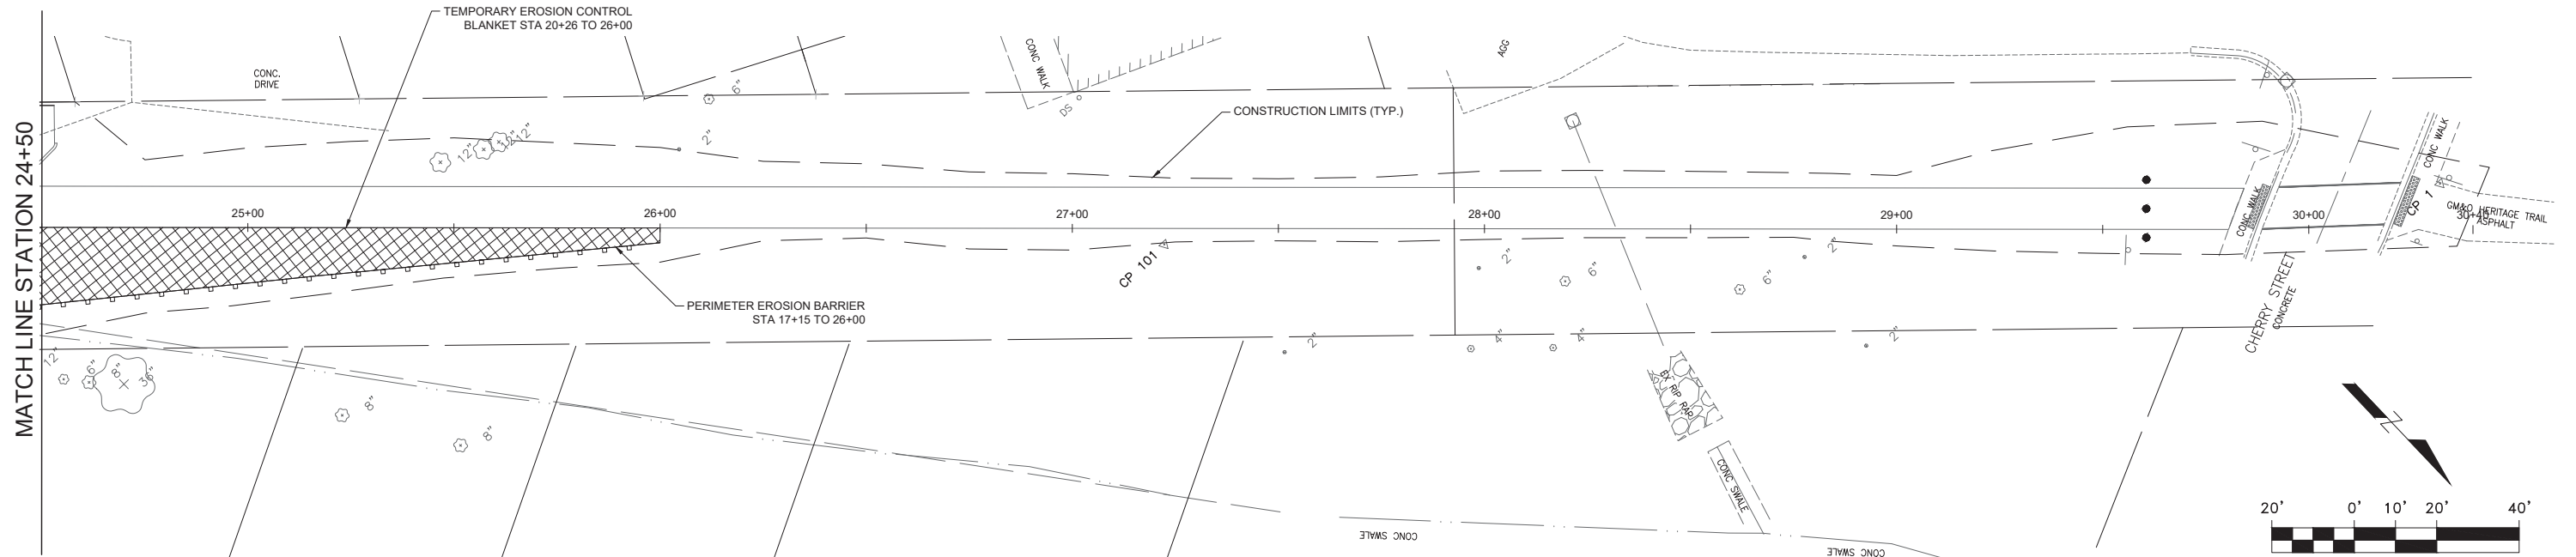 TEMPORARY EROSION CONTROL
BLANKET STA 20+26 TO 26+00
CONC.
DRIVE
6"
CONC WALK
DS
AGG
CONSTRUCTION LIMITS (TYP.)
12"
12"
12"
2"
MATCH LINE STATION 24+50
25+00
26+00
27+00
28+00
29+00
30+00
30+40
CONC WALK
CONC WALK
CP 1
GM&O HERITAGE TRAIL
ASPHALT
CP 101
PERIMETER EROSION BARRIER
STA 17+15 TO 26+00
2"
6"
6"
2"
CHERRY STREET
CONCRETE
12"
6"
8"
36"
8"
8"
2"
4"
4"
2"
EX RIP RAP
CONC SWALE
CONC SWALE
CONC SWALE
N
20'
0'
10'
20'
40'